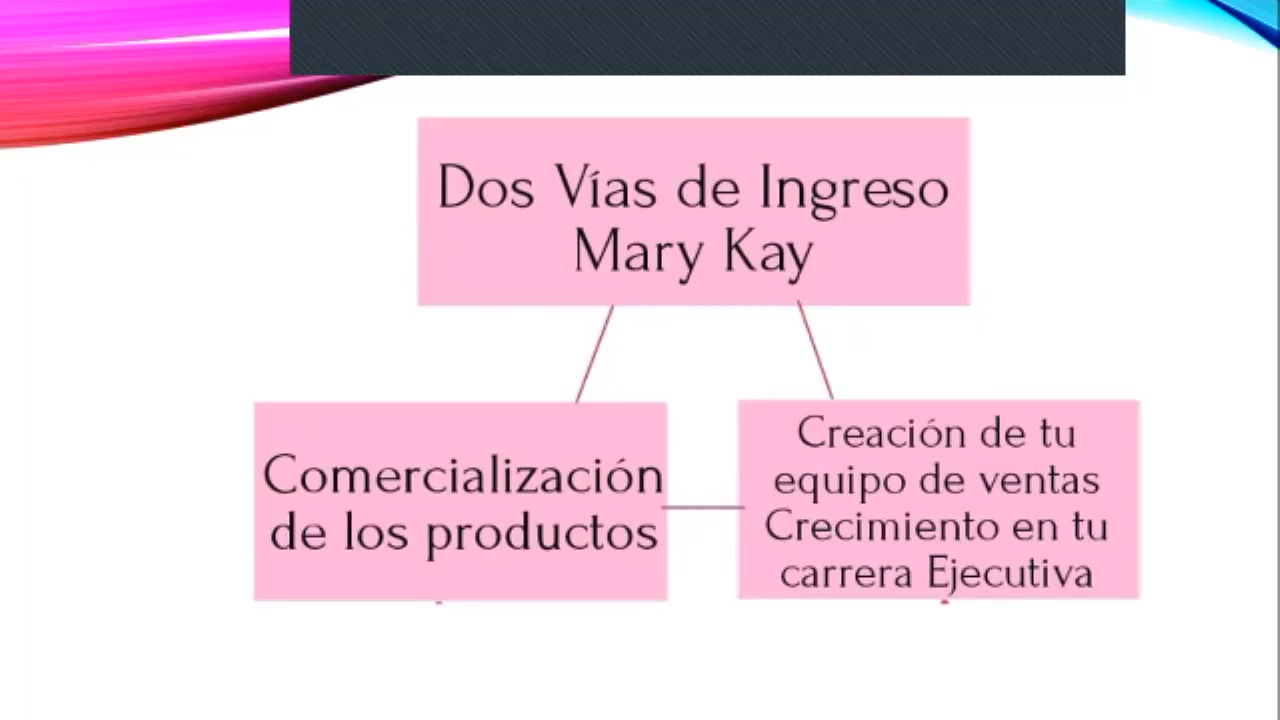 Dos Vías de Ingreso
Mary Kay
Comercialización
de los productos
Creación de tu
equipo de ventas
Crecimiento en tu
carrera Ejecutiva